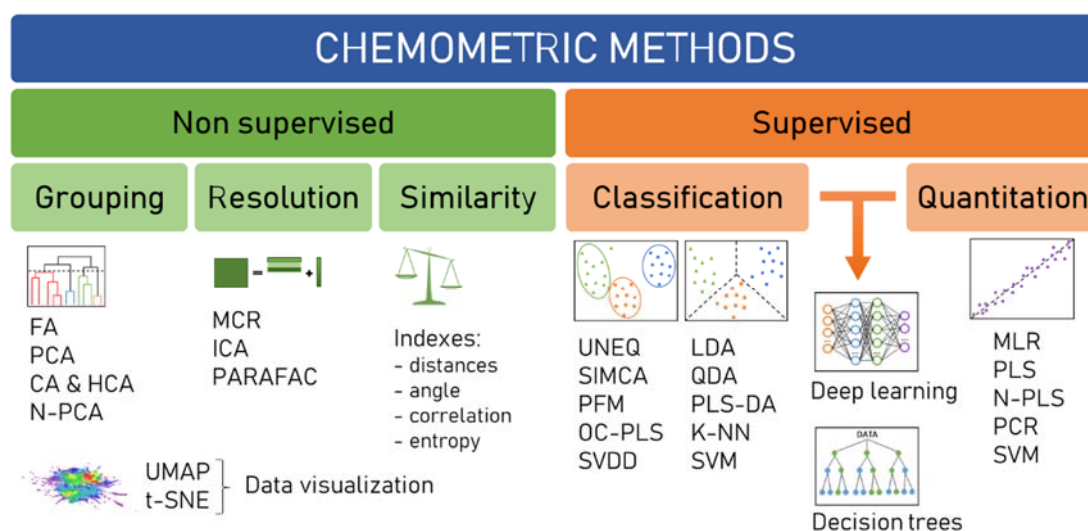 CHEMOMETRIC METHODS
Non supervised
Supervised
Grouping
Resolution
Similarity
Classification
Quantitation
FA
PCA
CA & HCA
N-PCA
MCR
ICA
PARAFAC
Indexes:
- distances
- angle
- correlation
- entropy
UMAP
t-SNE
Data visualization
UNEQ
SIMCA
PFM
OC-PLS
SVDD
LDA
QDA
PLS-DA
K-NN
SVM
Deep learning
DATA
Decision trees
MLR
PLS
N-PLS
PCR
SVM